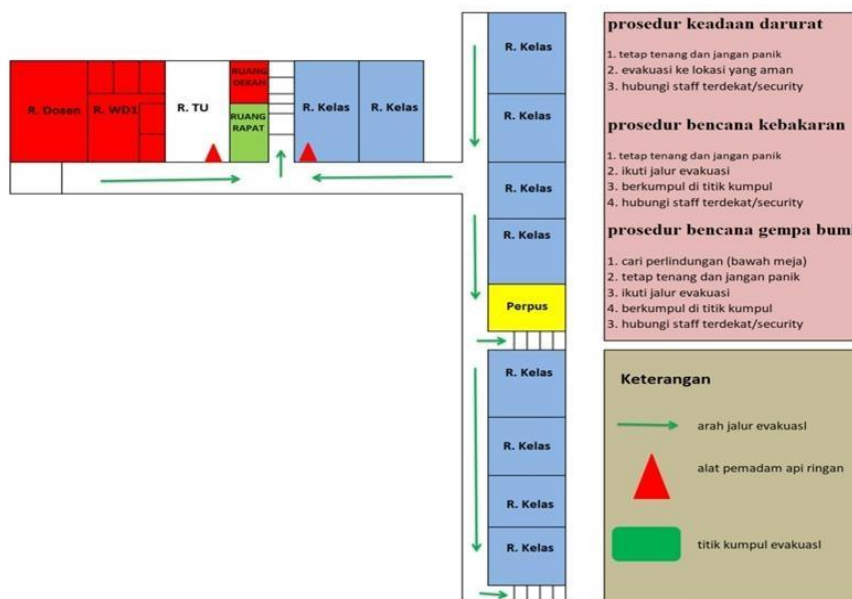 R. Dosen
R. WD1
R. TU
RUANG DEKAN
RUANG RAPAT
R. Kelas
R. Kelas
R. Kelas
R. Kelas
R. Kelas
R. Kelas
Perpus
R. Kelas
R. Kelas
R. Kelas
R. Kelas
prosedur keadaan darurat
1. tetap tenang dan jangan panik
2. evakuasi ke lokasi yang aman
3. hubungi staff terdekat/security
prosedur bencana kebakaran
1. tetap tenang dan jangan panik
2. ikuti jalur evakuasi
3. berkumpul di titik kumpul
4. hubungi staff terdekat/security
prosedur bencana gempa bumi
1. cari perlindungan (bawah meja)
2. tetap tenang dan jangan panik
3. ikuti jalur evakuasi
4. berkumpul di titik kumpul
3. hubungi staff terdekat/security
Keterangan
arah jalur evakuasI
alat pemadam api ringan
titik kumpul evakuasI